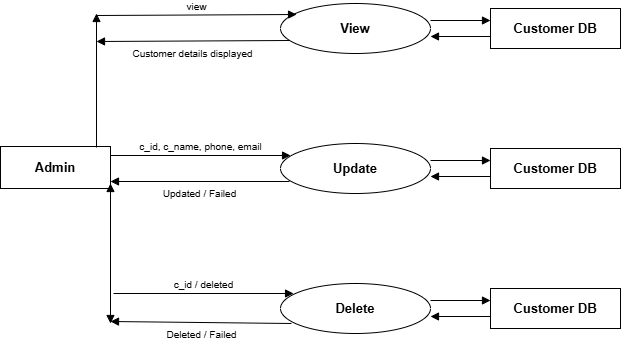 view
View
Customer DB
Customer details displayed
Admin
c_id, c_name, phone, email
Update
Customer DB
Updated / Failed
c_id / deleted
Delete
Customer DB
Deleted / Failed